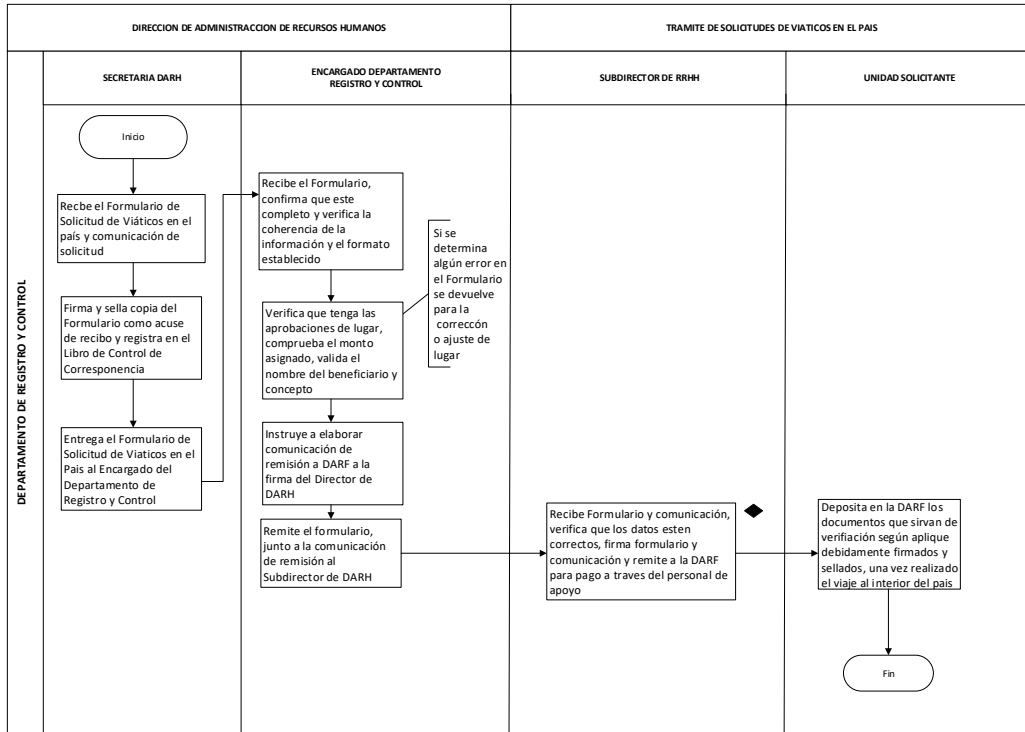 DIRECCION DE ADMINISTRACCION DE RECURSOS HUMANOS
TRAMITE DE SOLICITUDES DE VIATICOS EN EL PAIS
SECRETARIA DARH
ENCARGADO DEPARTAMENTO
REGISTRO Y CONTROL
SUBDIRECTOR DE RRHH
UNIDAD SOLICITANTE
DEPARTAMENTO DE REGISTRO Y CONTROL
Inicio
Recbe el Formulario de
Solicitud de Viáticos en el
país y comunicación de
solicitud
Firma y sella copia del
Formulario como acuse
de recibo y registra en el
Libro de Control de
Corresponencia
Entrega el Formulario de
Solicitud de Viaticos en el
Pais al Encargado del
Departamento de
Registro y Control
Recibe el Formulario,
confirma que este
completo y verifica la
coherencia de la
información y el formato
establecido
Si se
determina
algún error en
el Formulario
se devuelve
para la
correccón
o ajuste de
lugar
Verifica que tenga las
aprobaciones de lugar,
comprueba el monto
asignado, valida el
nombre del beneficiario y
concepto
Instruye a elaborar
comunicación de
remisión a DARF a la
firma del Director de
DARH
Remite el formulario,
junto a la comunicación
de remisión al
Subdirector de DARH
Recibe Formulario y comunicación,
verifica que los datos esten
correctos, firma formulario y
comunicación y remite a la DARF
para pago a traves del personal de
apoyo
Deposita en la DARF los
documentos que sirvan de
verifiación según aplique
debidamente firmados y
sellados, una vez realizado
el viaje al interior del pais
Fin